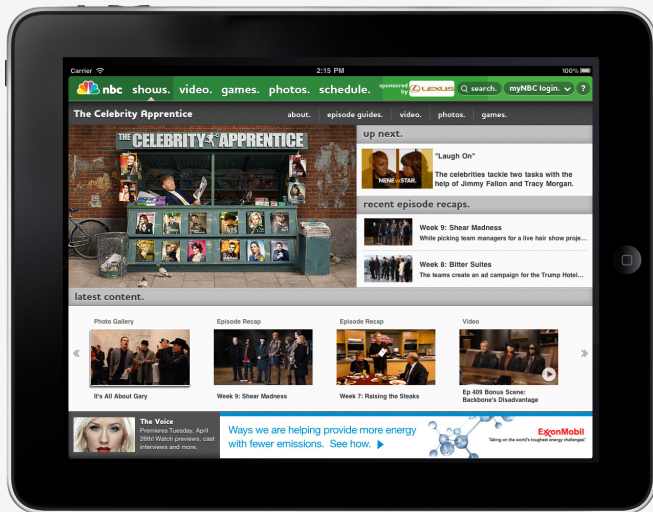 Carrier 2:15 PM 100%
nbc shows. video. games. photos. schedule. sponsored by LEXUS search. myNBC login. ?
The Celebrity Apprentice about. episode guides. video. photos. games.
THE CELEBRITY APPRENTICE
up next.
NENE vs STAR.
"Laugh On"
The celebrities tackle two tasks with the
help of Jimmy Fallon and Tracy Morgan.
recent episode recaps.
Week 9: Shear Madness
While picking team managers for a live hair show proje...
Week 8: Bitter Suites
The teams create an ad campaign for the Trump Hotel...
latest content.
Photo Gallery
Episode Recap
Episode Recap
Video
« »
It's All About Gary
Week 9: Shear Madness
Week 7: Raising the Steaks
Ep 409 Bonus Scene:
Backbone's Disadvantage
The Voice
Premieres Tuesday, April
26th! Watch previews, cast
interviews and more.
Ways we are helping provide more energy
with fewer emissions. See how.
ExxonMobil
Taking on the world's toughest energy challenges